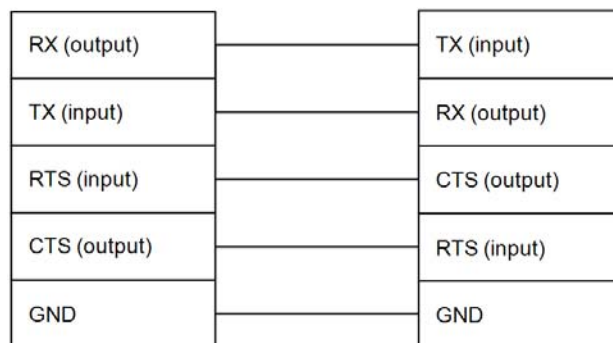 RX (output)
TX (input)
TX (input)
RX (output)
RTS (input)
CTS (output)
CTS (output)
RTS (input)
GND
GND